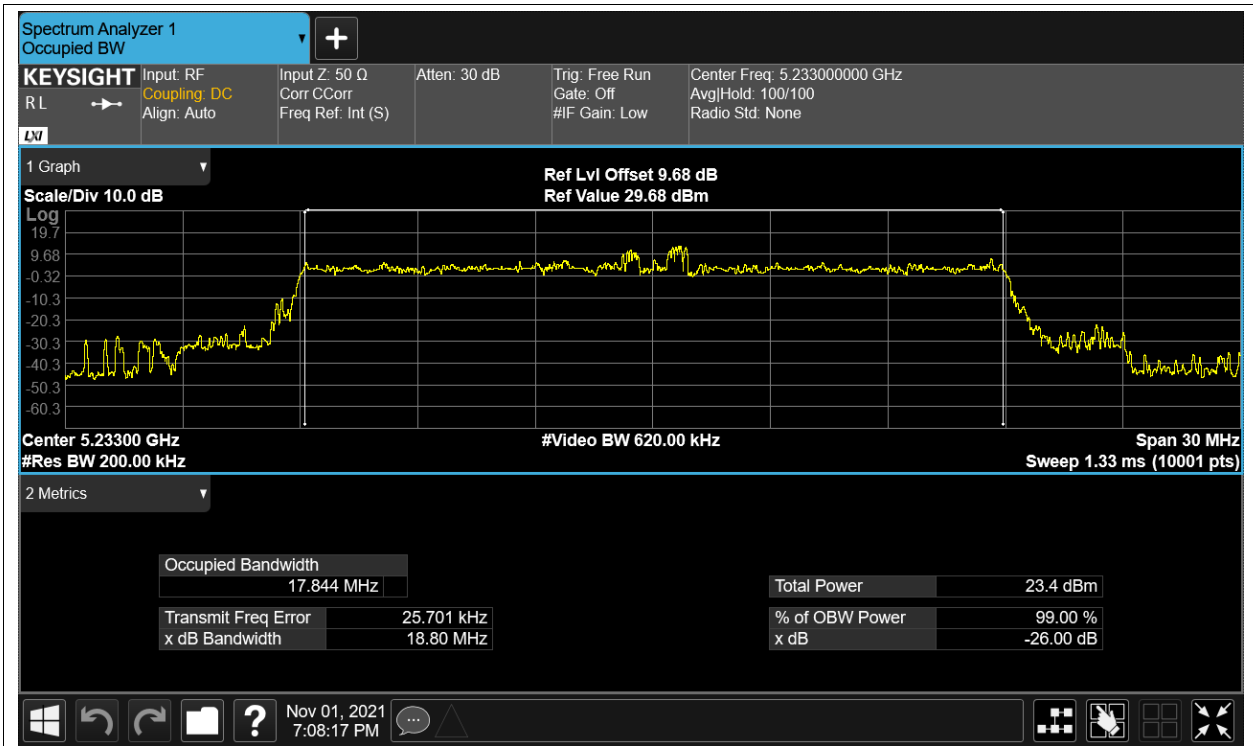 Spectrum Analyzer 1
Occupied BW
KEYSIGHT
R L
LXI
Input: RF
Coupling: DC
Align: Auto
Input Z: 50 Ω
Corr CCorr
Freq Ref: Int (S)
Atten: 30 dB
Trig: Free Run
Gate: Off
#IF Gain: Low
Center Freq: 5.233000000 GHz
Avg|Hold: 100/100
Radio Std: None
1 Graph
Scale/Div 10.0 dB
Ref Lvl Offset 9.68 dB
Ref Value 29.68 dBm
Log
19.7
9.68
-0.32
-10.3
-20.3
-30.3
-40.3
-50.3
-60.3
Center 5.23300 GHz
#Video BW 620.00 kHz
Span 30 MHz
#Res BW 200.00 kHz
Sweep 1.33 ms (10001 pts)
2 Metrics
Occupied Bandwidth
17.844 MHz
Total Power 23.4 dBm
Transmit Freq Error 25.701 kHz
% of OBW Power 99.00 %
x dB Bandwidth 18.80 MHz
x dB -26.00 dB
?
Nov 01, 2021
7:08:17 PM